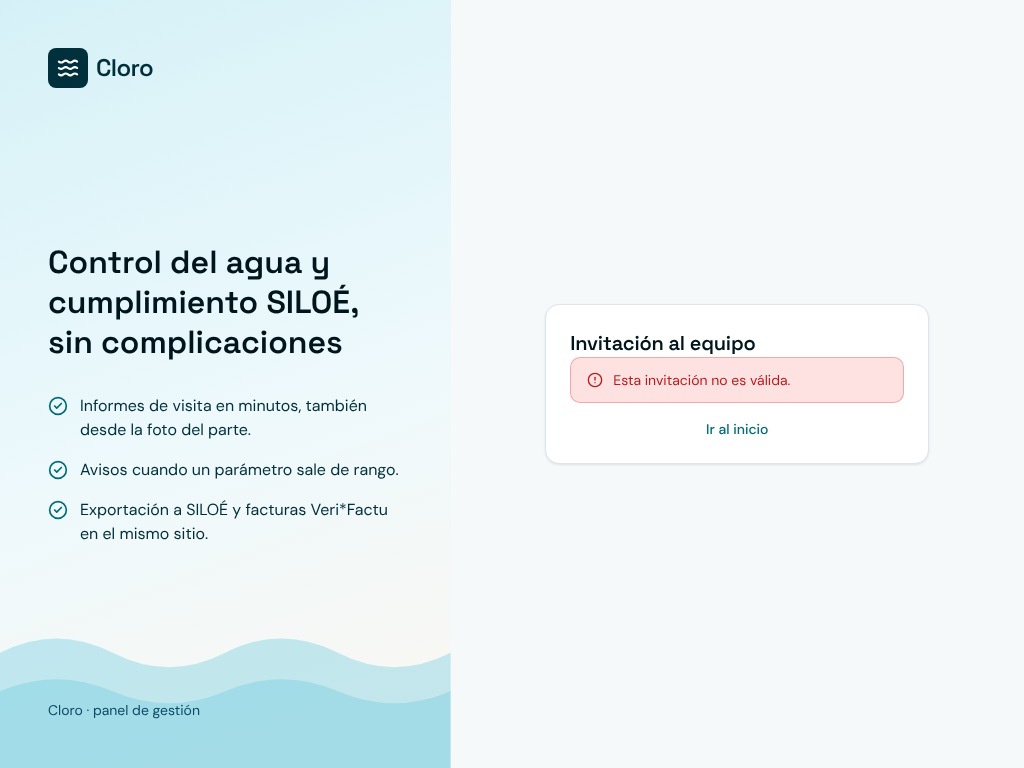 Cloro
Control del agua y
cumplimiento SILOÉ,
sin complicaciones
Informes de visita en minutos, también
desde la foto del parte.
Avisos cuando un parámetro sale de rango.
Exportación a SILOÉ y facturas Veri*Factu
en el mismo sitio.
Cloro · panel de gestión
Invitación al equipo
Esta invitación no es válida.
Ir al inicio